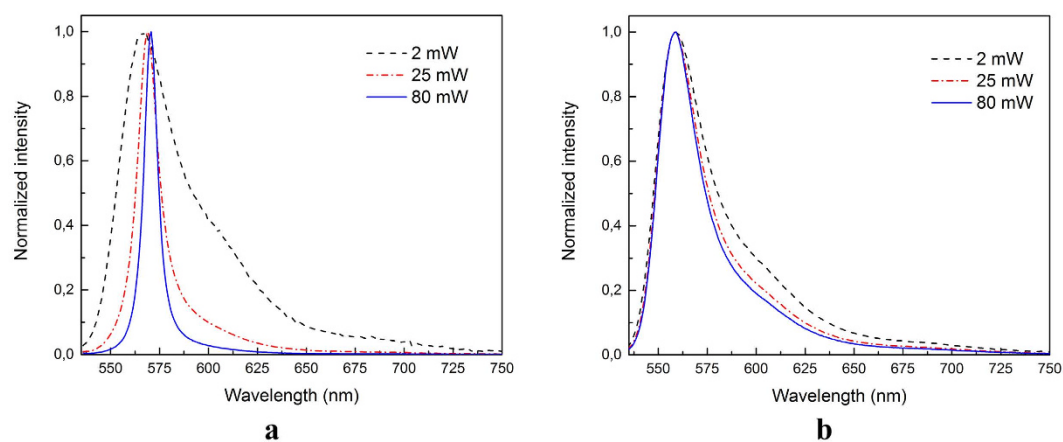 1,0
0,8
0,6
0,4
0,2
0,0
Normalized intensity
2 mW
25 mW
80 mW
550 575 600 625 650 675 700 725 750
Wavelength (nm)
a
1,0
0,8
0,6
0,4
0,2
0,0
Normalized intensity
2 mW
25 mW
80 mW
550 575 600 625 650 675 700 725 750
Wavelength (nm)
b